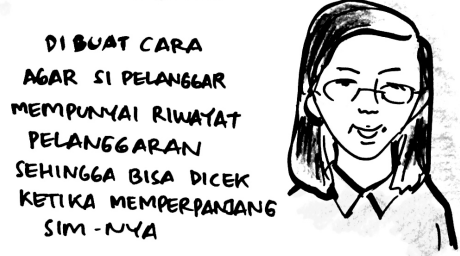 DIBUAT CARA
AGAR SI PELANGGAR
MEMPUNYAI RIWAYAT
PELANGGARAN
SEHINGGA BISA DICEK
KETIKA MEMPERPANJANG
SIM-NYA